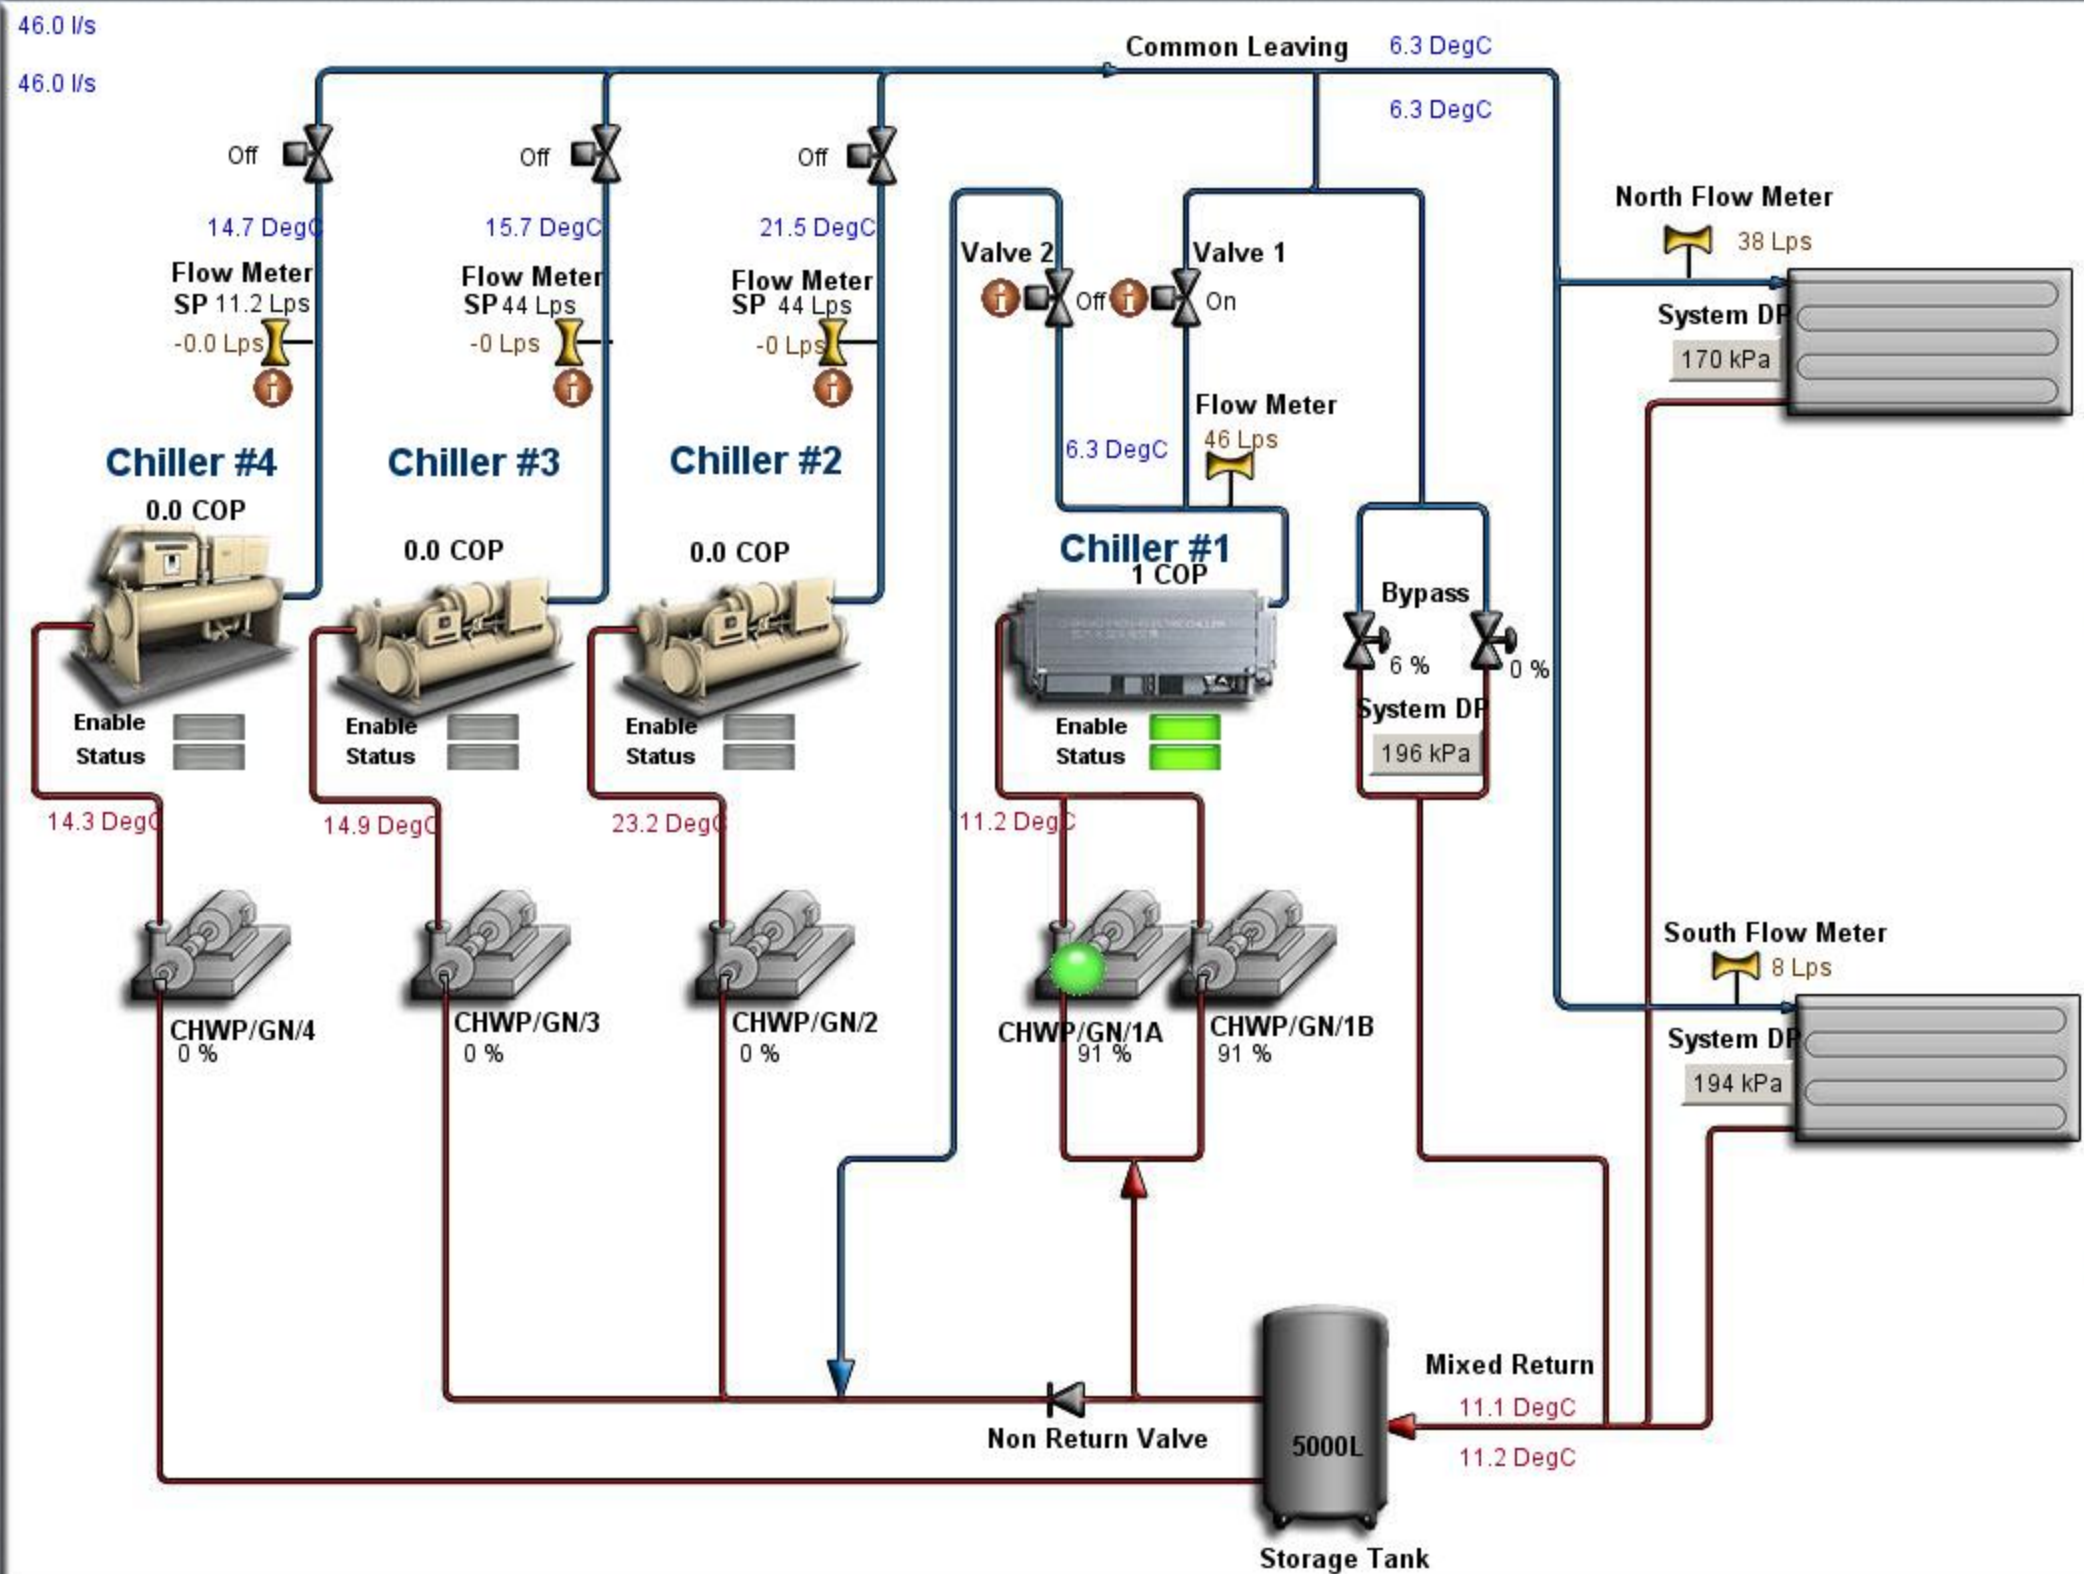 46.0 l/s
46.0 l/s
Common Leaving
6.3 DegC
6.3 DegC
Off
Off
Off
14.7 DegC
15.7 DegC
21.5 DegC
Flow Meter
SP 11.2 Lps
-0.0 Lps
Flow Meter
SP 44 Lps
-0 Lps
Flow Meter
SP 44 Lps
-0 Lps
Valve 2
Off
Valve 1
On
North Flow Meter
38 Lps
System DP
170 kPa
Flow Meter
46 Lps
6.3 DegC
Chiller #4
0.0 COP
Chiller #3
0.0 COP
Chiller #2
0.0 COP
Chiller #1
1 COP
Bypass
6 %
0 %
System DP
196 kPa
Enable
Status
Enable
Status
Enable
Status
Enable
Status
14.3 DegC
14.9 DegC
23.2 DegC
11.2 DegC
South Flow Meter
8 Lps
System DP
194 kPa
CHWP/GN/4
0 %
CHWP/GN/3
0 %
CHWP/GN/2
0 %
CHWP/GN/1A
91 %
CHWP/GN/1B
91 %
Mixed Return
11.1 DegC
11.2 DegC
Non Return Valve
5000L
Storage Tank